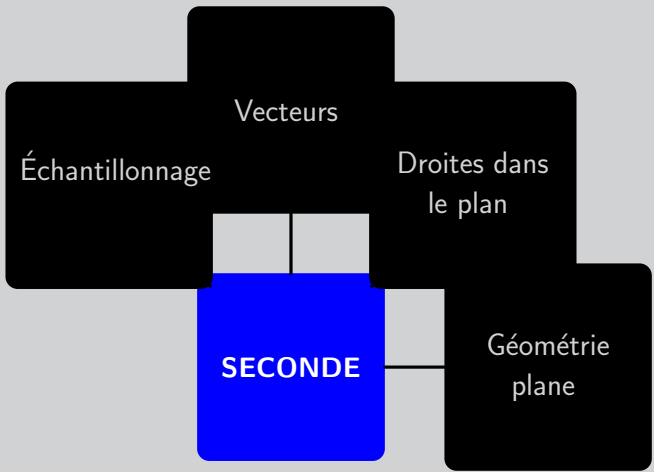 Vecteurs
Échantillonnage
Droites dans
le plan
Géométrie
plane
SECONDE